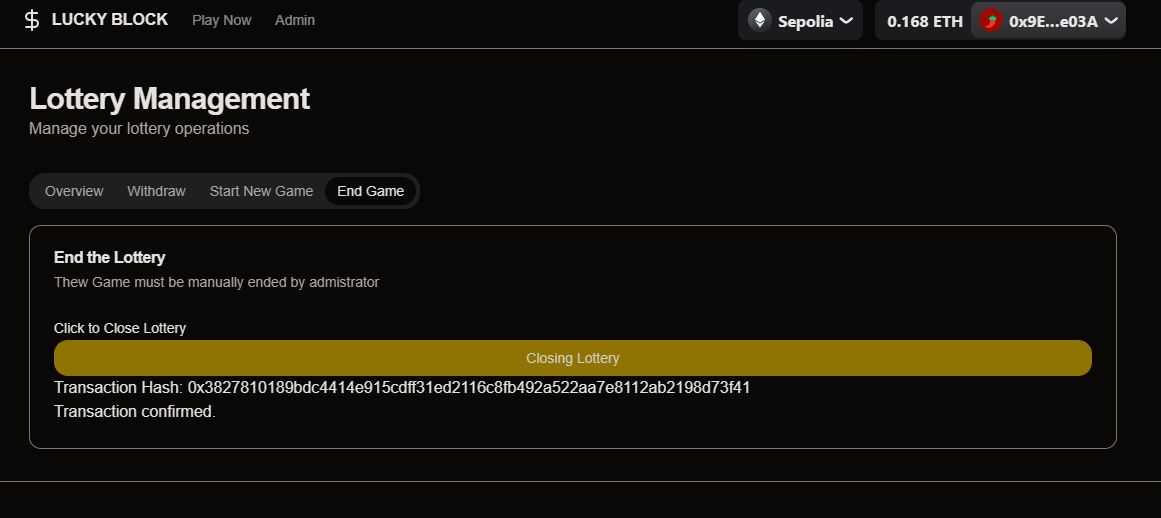 LUCKY BLOCK Play Now Admin Sepolia 0.168 ETH 0x9E...e03A
Lottery Management
Manage your lottery operations
Overview Withdraw Start New Game End Game
End the Lottery
Thew Game must be manually ended by admistrator
Click to Close Lottery
Closing Lottery
Transaction Hash: 0x3827810189bdc4414e915cdff31ed2116c8fb492a522aa7e8112ab2198d73f41
Transaction confirmed.